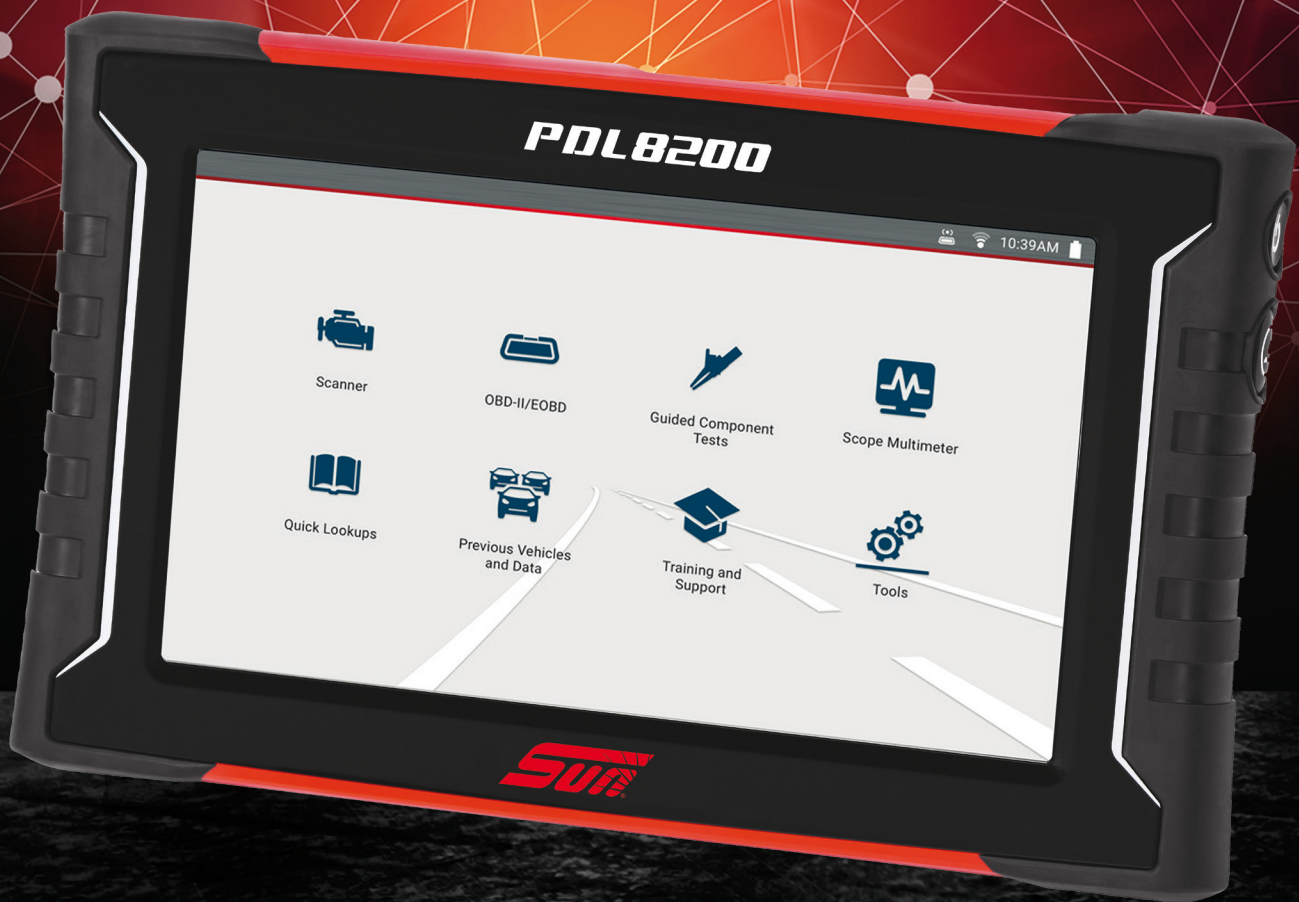 PDL8200
10:39AM
Scanner
OBD-II/EOBD
Guided Component
Tests
Scope Multimeter
Quick Lookups
Previous Vehicles
and Data
Training and
Support
Tools
Sun